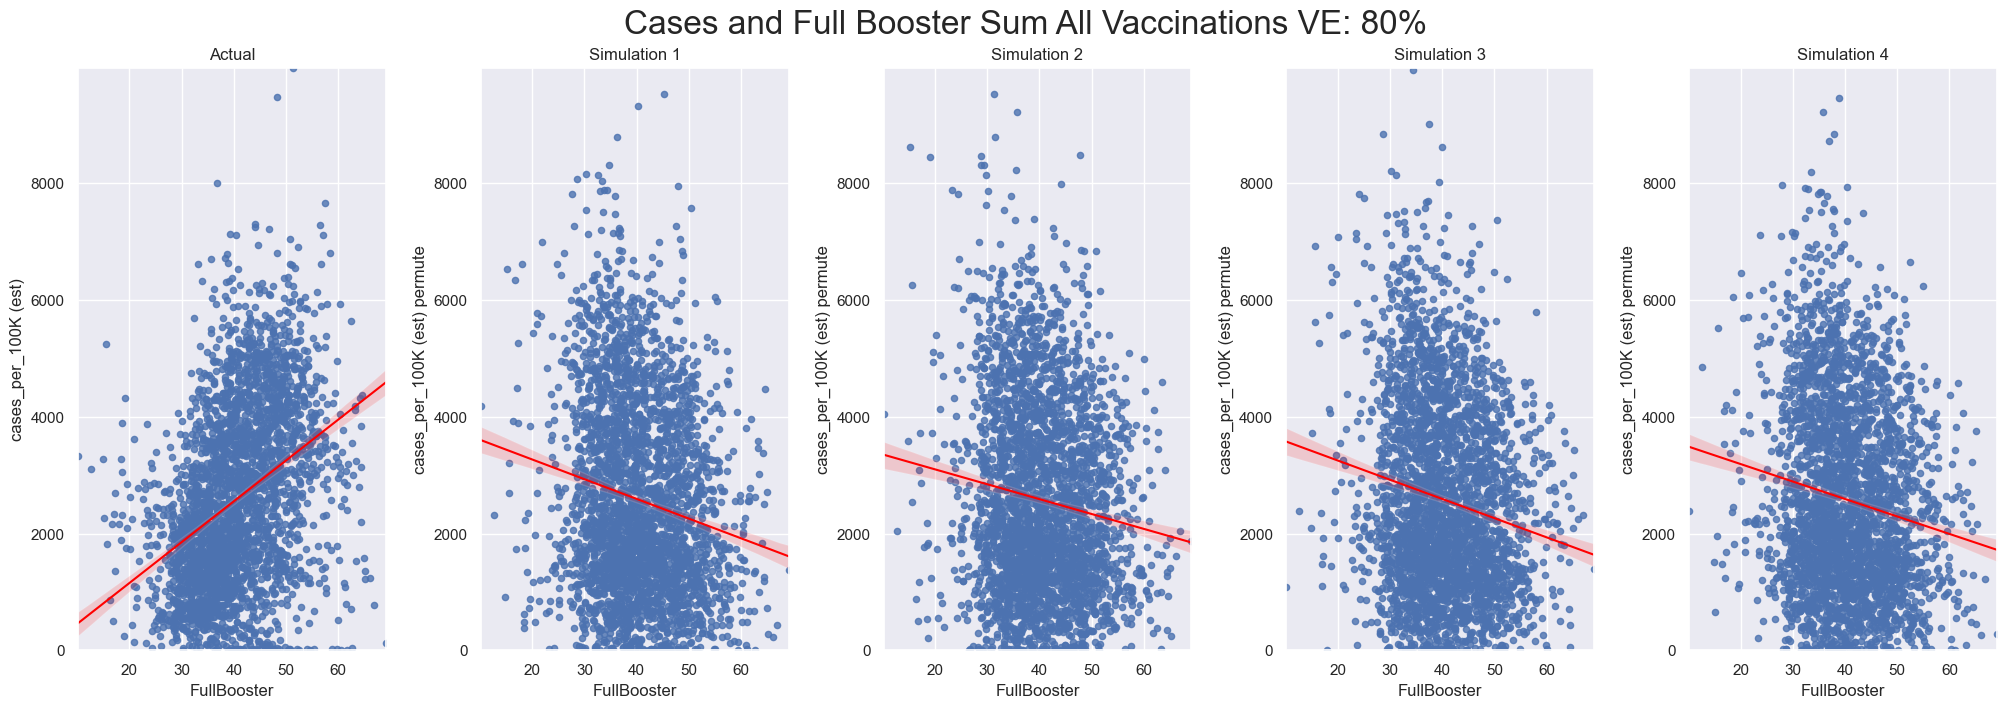 Cases and Full Booster Sum All Vaccinations VE: 80%
Actual
cases_per_100K (est)
8000
6000
4000
2000
0
20 30 40 50 60
FullBooster
Simulation 1
cases_per_100K (est) permute
8000
6000
4000
2000
0
20 30 40 50 60
FullBooster
Simulation 2
cases_per_100K (est) permute
8000
6000
4000
2000
0
20 30 40 50 60
FullBooster
Simulation 3
cases_per_100K (est) permute
8000
6000
4000
2000
0
20 30 40 50 60
FullBooster
Simulation 4
cases_per_100K (est) permute
8000
6000
4000
2000
0
20 30 40 50 60
FullBooster